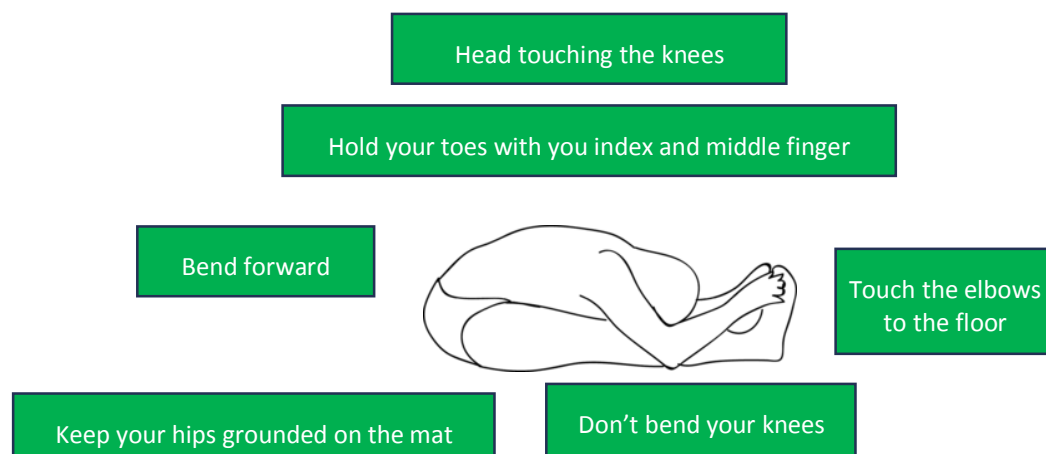 Head touching the knees
Hold your toes with you index and middle finger
Bend forward
Touch the elbows
to the floor
Don’t bend your knees
Keep your hips grounded on the mat